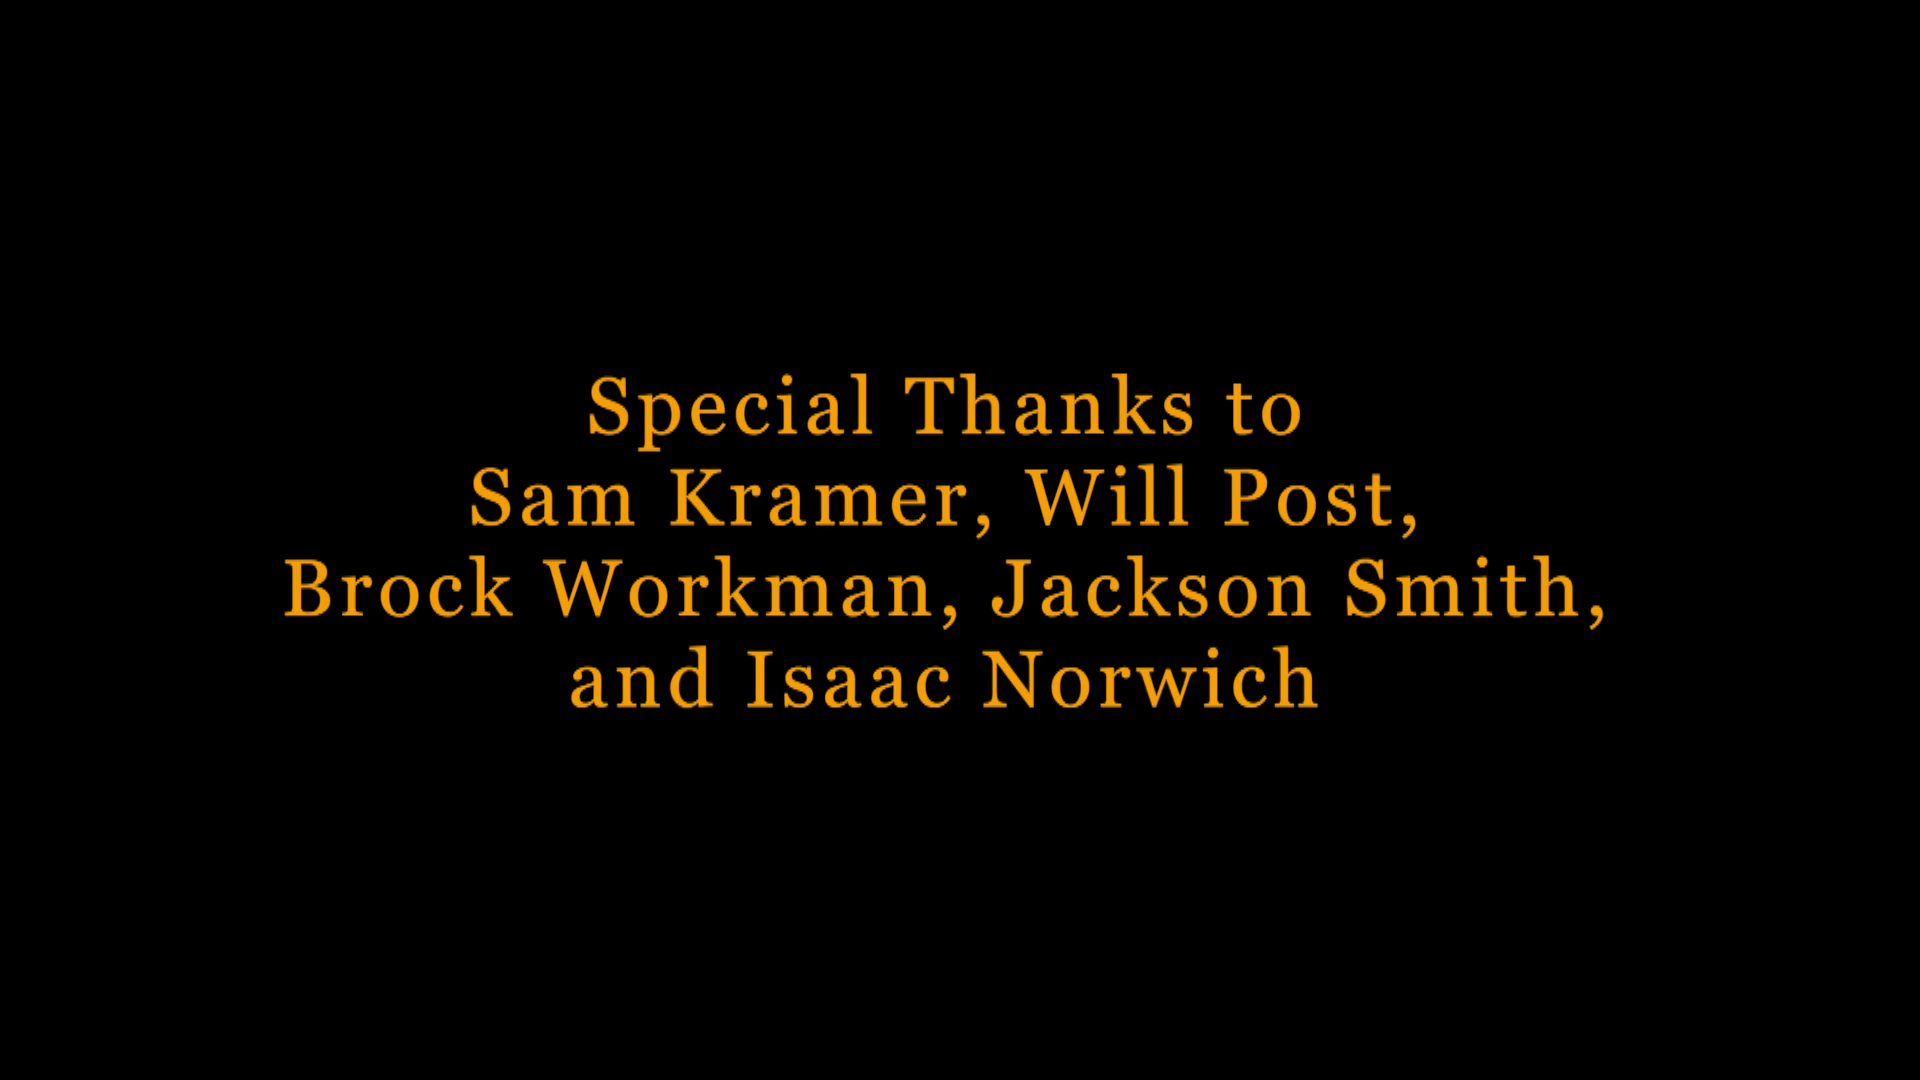 Special Thanks to
Sam Kramer, Will Post,
Brock Workman, Jackson Smith,
and Isaac Norwich